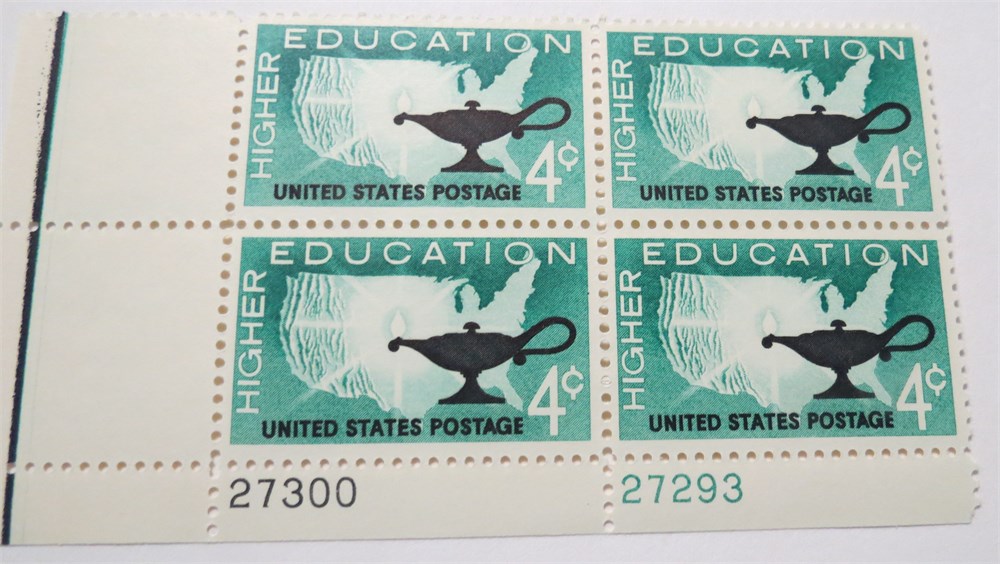 HIGHER EDUCATION
4¢
UNITED STATES POSTAGE
HIGHER EDUCATION
4¢
UNITED STATES POSTAGE
HIGHER EDUCATION
4¢
UNITED STATES POSTAGE
HIGHER EDUCATION
4¢
UNITED STATES POSTAGE
27300
27293